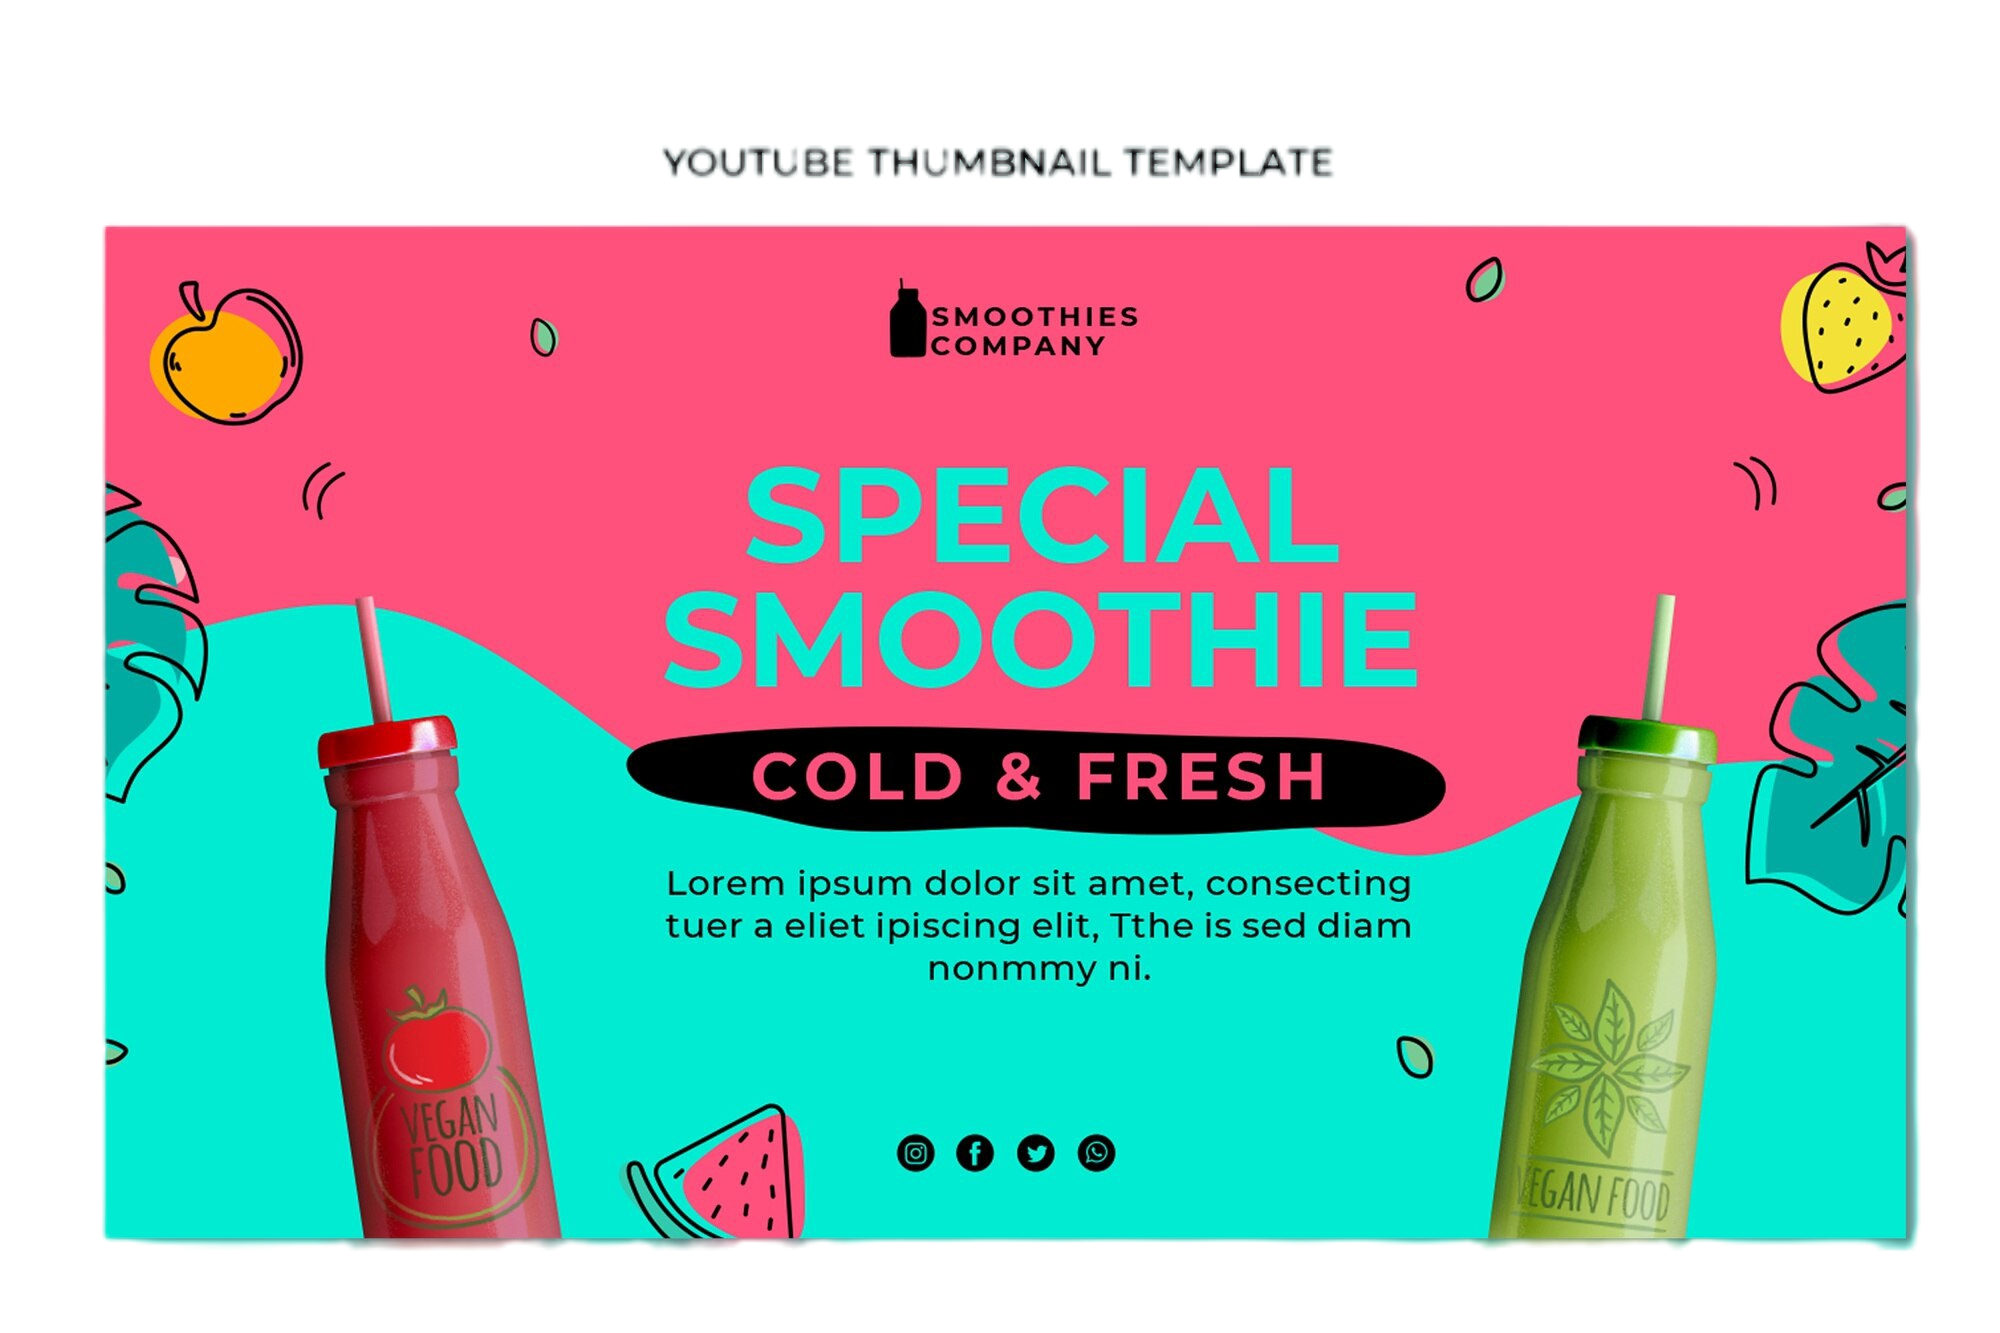 YOUTUBE THUMBNAIL TEMPLATE
SMOOTHIES
COMPANY
SPECIAL
SMOOTHIE
COLD & FRESH
Lorem ipsum dolor sit amet, consecting
tuer a eliet ipiscing elit, Tthe is sed diam
nonmmy ni.
VEGAN
FOOD
VEGAN FOOD